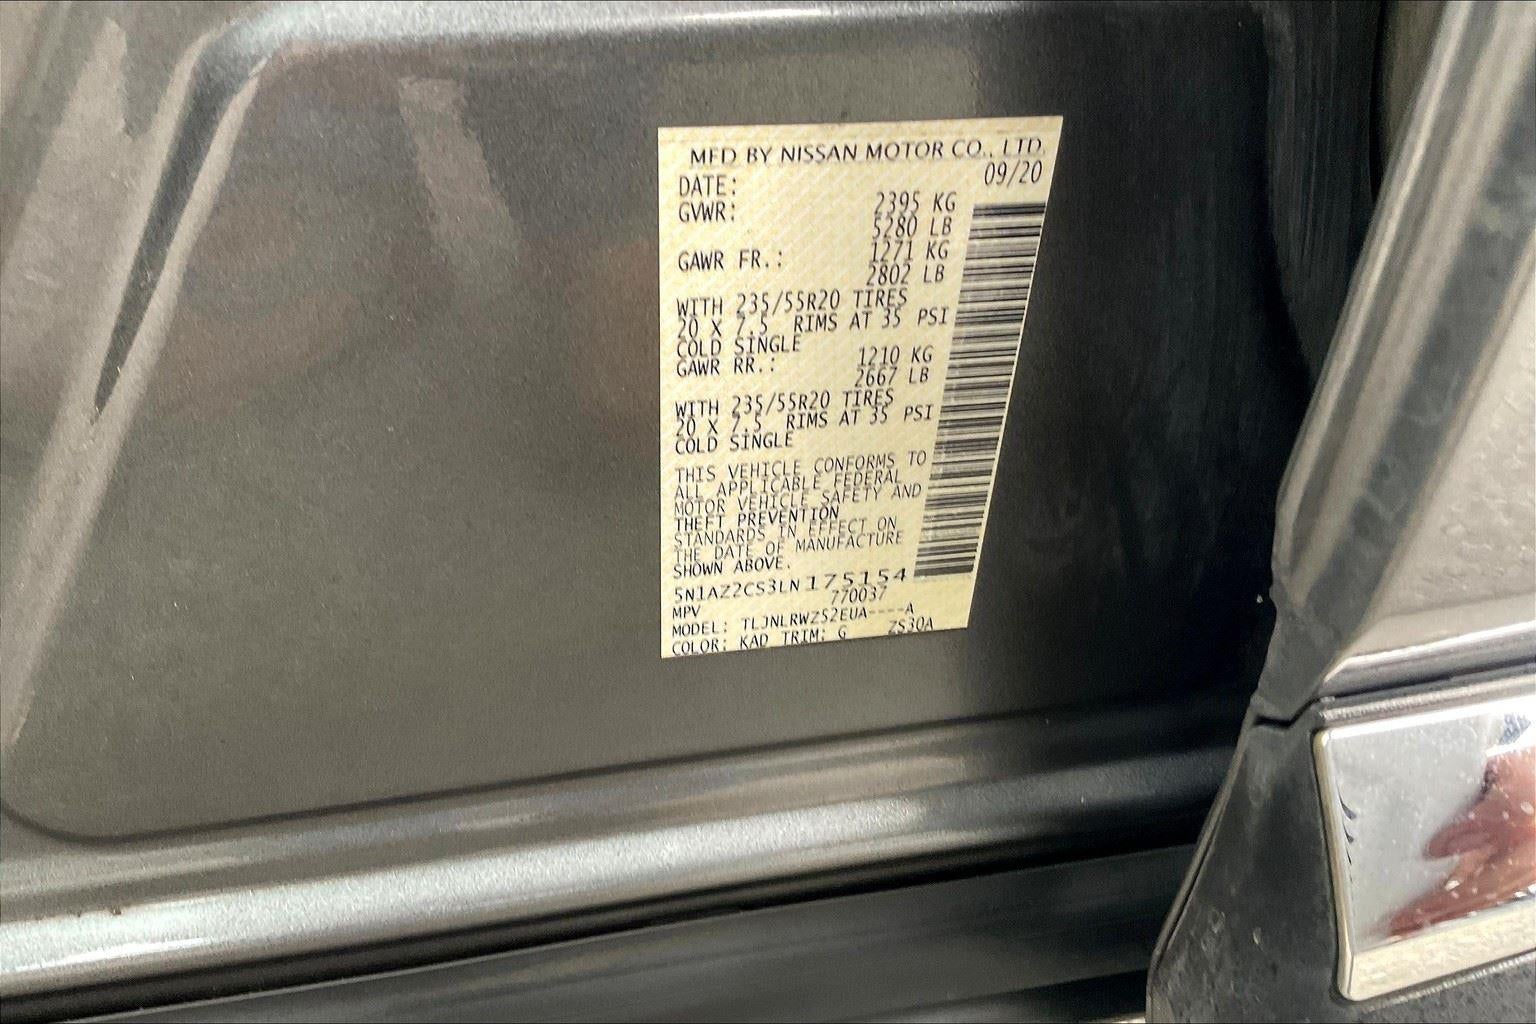 MFD BY NISSAN MOTOR CO., LTD.
DATE: 09/20
GVWR: 2395 KG
5280 LB
GAWR FR.: 1271 KG
2802 LB
WITH 235/55R20 TIRES
20 X 7.5 RIMS AT 35 PSI
COLD SINGLE
GAWR RR.: 1210 KG
2667 LB
WITH 235/55R20 TIRES
20 X 7.5 RIMS AT 35 PSI
COLD SINGLE
THIS VEHICLE CONFORMS TO
ALL APPLICABLE FEDERAL
MOTOR VEHICLE SAFETY AND
THEFT PREVENTION
STANDARDS IN EFFECT ON
THE DATE OF MANUFACTURE
SHOWN ABOVE.
5N1AZ2CS3LN175154
MPV 770037
MODEL: TLJNLRWZ52EUA----A
COLOR: KAD TRIM: G ZS30A